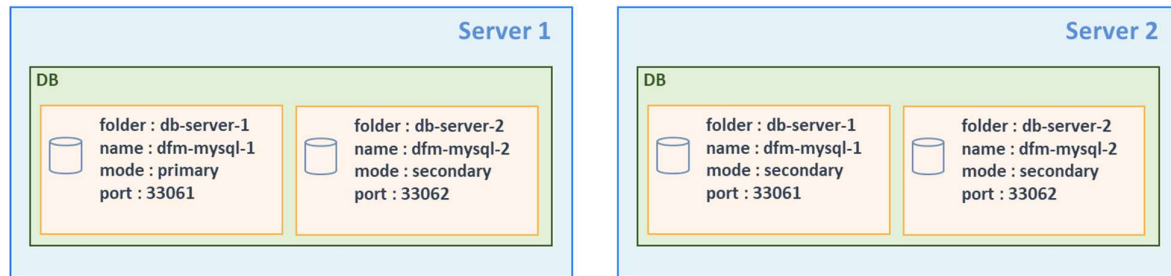 Server 1
DB
folder : db-server-1
name : dfm-mysql-1
mode : primary
port : 33061
folder : db-server-2
name : dfm-mysql-2
mode : secondary
port : 33062
Server 2
DB
folder : db-server-1
name : dfm-mysql-1
mode : secondary
port : 33061
folder : db-server-2
name : dfm-mysql-2
mode : secondary
port : 33062